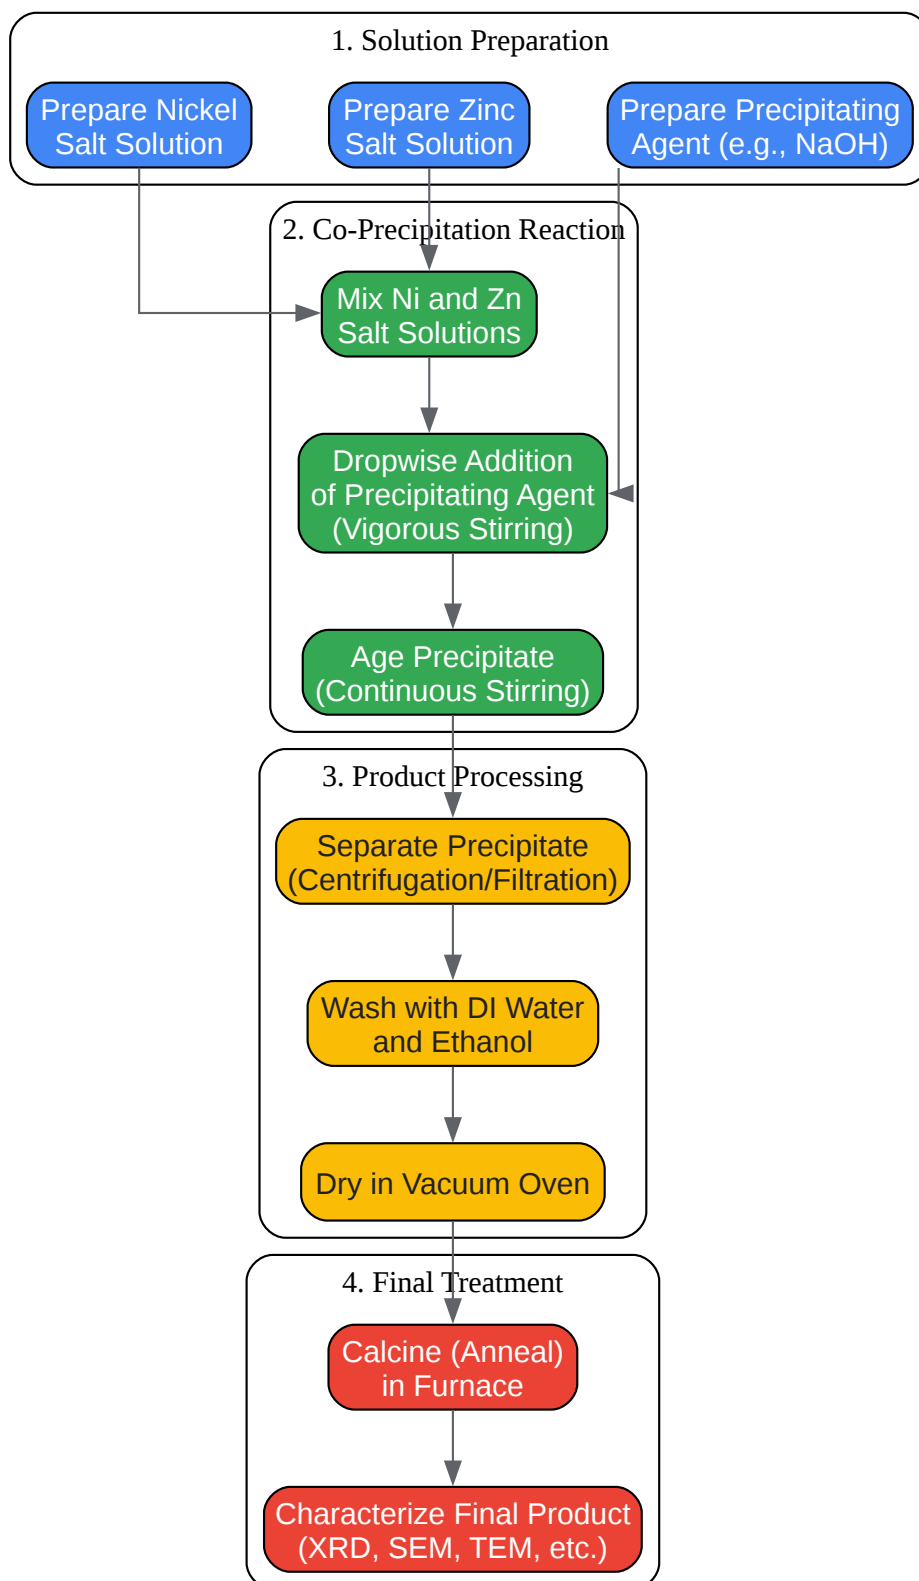 1. Solution Preparation
Prepare Nickel
Salt Solution
Prepare Zinc
Salt Solution
Prepare Precipitating
Agent (e.g., NaOH)
2. Co-Precipitation Reaction
Mix Ni and Zn
Salt Solutions
Dropwise Addition
of Precipitating Agent
(Vigorous Stirring)
Age Precipitate
(Continuous Stirring)
3. Product Processing
Separate Precipitate
(Centrifugation/Filtration)
Wash with DI Water
and Ethanol
Dry in Vacuum Oven
4. Final Treatment
Calcine (Anneal)
in Furnace
Characterize Final Product
(XRD, SEM, TEM, etc.)